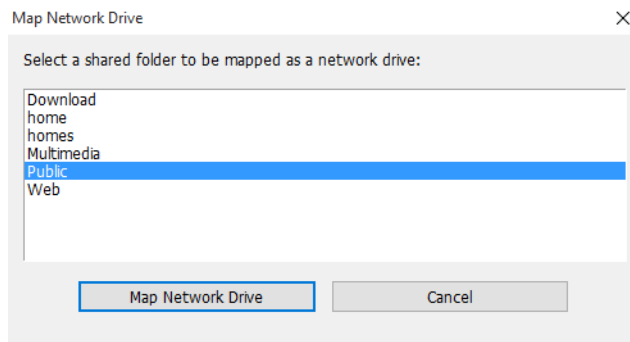 Map Network Drive
Select a shared folder to be mapped as a network drive:
Download
home
homes
Multimedia
Public
Web
Map Network Drive
Cancel